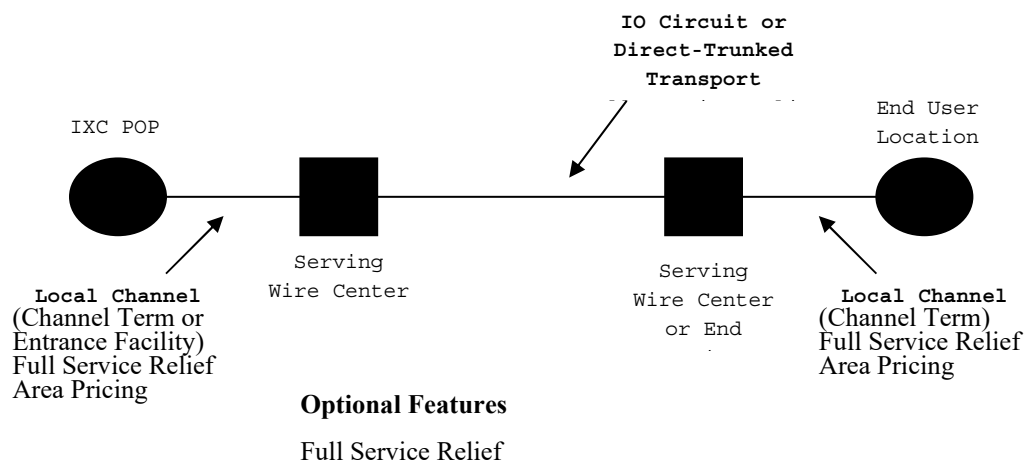 IO Circuit or
Direct-Trunked
Transport
End User
Location
IXC POP
Serving
Wire Center
Serving
Wire Center
or End
Local Channel
(Channel Term or
Entrance Facility)
Full Service Relief
Area Pricing
Local Channel
(Channel Term)
Full Service Relief
Area Pricing
Optional Features
Full Service Relief